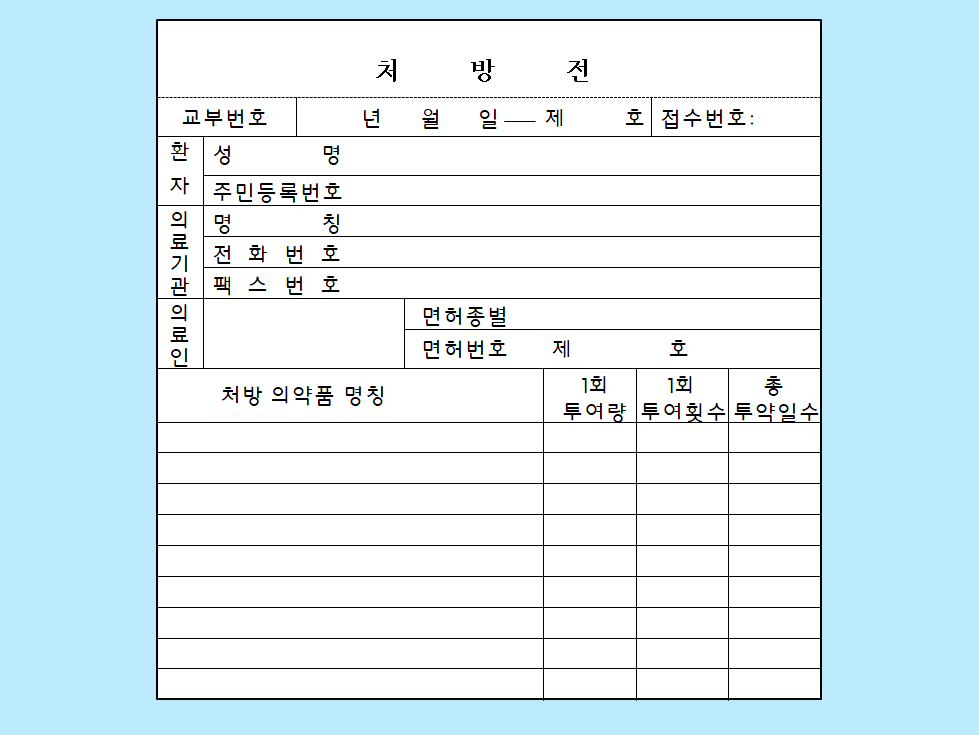 처 방 전
교부번호 년 월 일 ── 제 호 접수번호:
환자 성 명
주민등록번호
의료기관 명 칭
전 화 번 호
팩 스 번 호
의료인 면허종별
면허번호 제 호
처방 의약품 명칭 1회 투여량 1회 투여횟수 총 투약일수